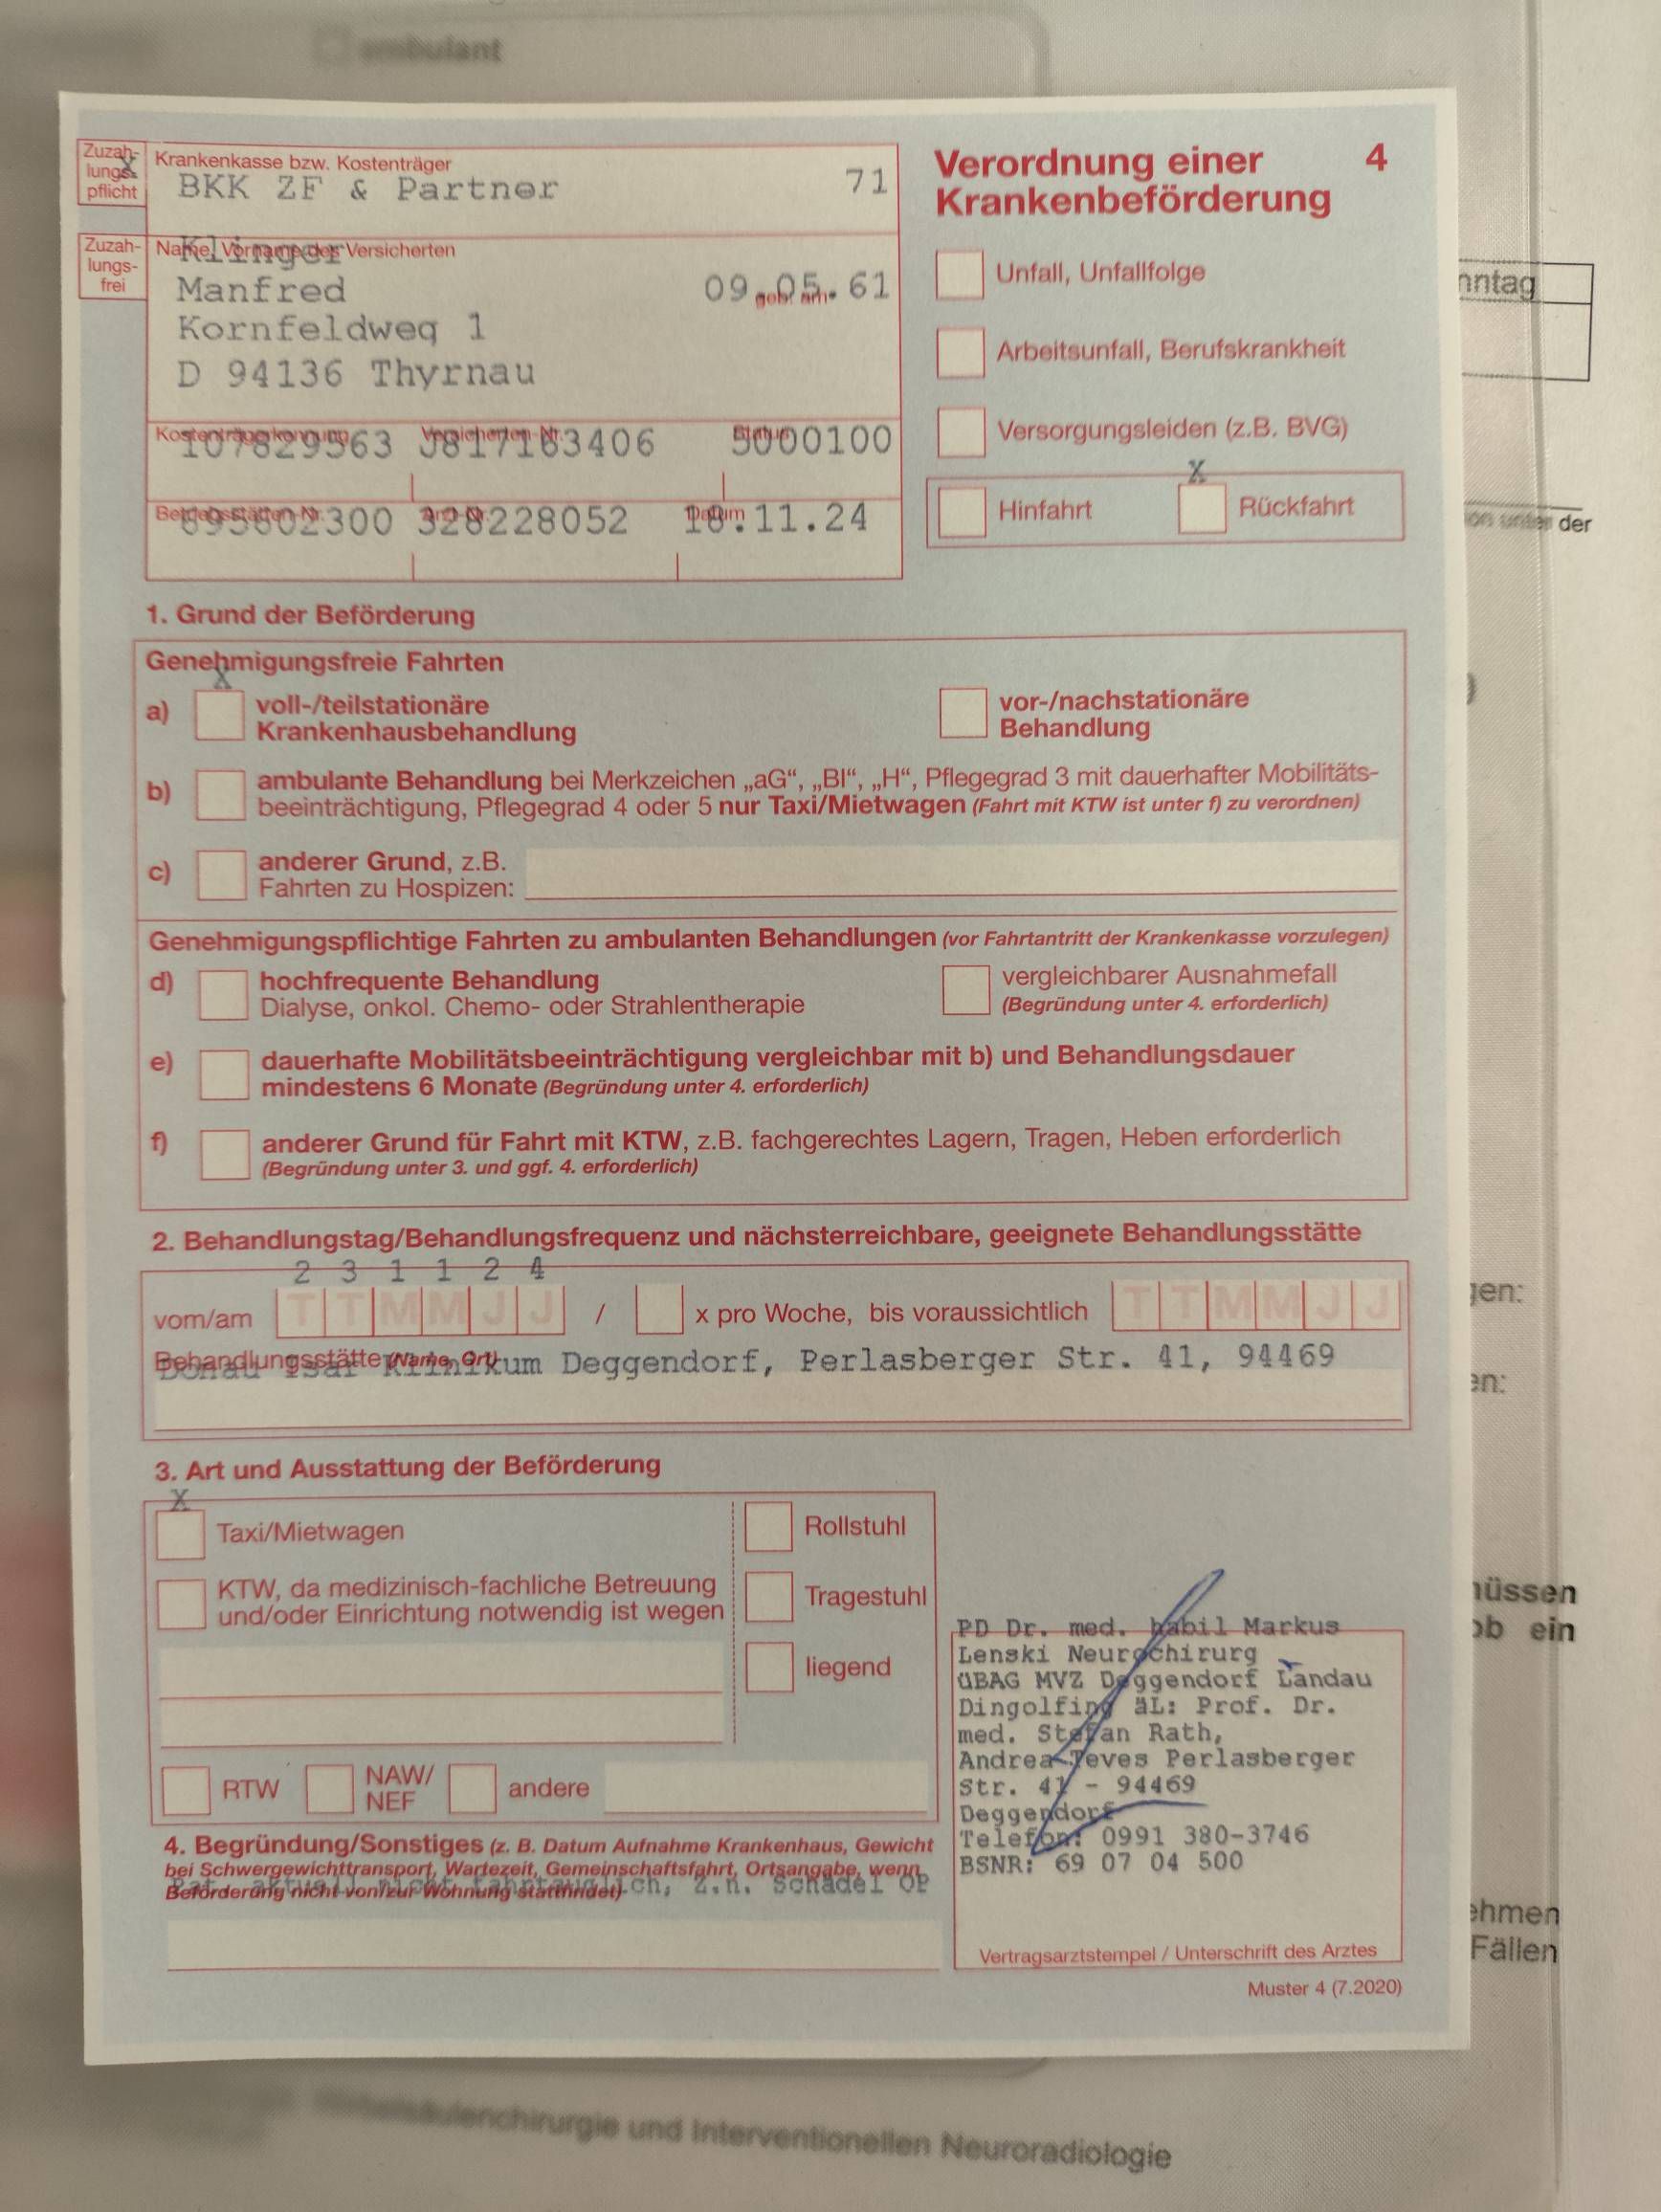 ambulant
Zuzah-
lungs-
pflicht
X
Krankenkasse bzw. Kostenträger
BKK ZF & Partner 71
Verordnung einer
Krankenbeförderung
4
Zuzah-
lungs-
frei
Name, Vorname des Versicherten
Klinger
Manfred
geb. am
09.05.61
Kornfeldweg 1
D 94136 Thyrnau
Unfall, Unfallfolge
Arbeitsunfall, Berufskrankheit
Versorgungsleiden (z.B. BVG)
Kostenträgerkennung Versicherten-Nr. Status
107829563 J817163406 5000100
X
Hinfahrt Rückfahrt
Betriebsstätten-Nr. Arzt-Nr. Datum
328228052 .11.24
nntag
der
1. Grund der Beförderung
Genehmigungsfreie Fahrten
X
a) voll-/teilstationäre
Krankenhausbehandlung
vor-/nachstationäre
Behandlung
b) ambulante Behandlung bei Merkzeichen „aG“, „Bl“, „H“, Pflegegrad 3 mit dauerhafter Mobilitäts-
beeinträchtigung, Pflegegrad 4 oder 5 nur Taxi/Mietwagen (Fahrt mit KTW ist unter f) zu verordnen)
c) anderer Grund, z.B.
Fahrten zu Hospizen:
Genehmigungspflichtige Fahrten zu ambulanten Behandlungen (vor Fahrtantritt der Krankenkasse vorzulegen)
d) hochfrequente Behandlung
Dialyse, onkol. Chemo- oder Strahlentherapie
vergleichbarer Ausnahmefall
(Begründung unter 4. erforderlich)
e) dauerhafte Mobilitätsbeeinträchtigung vergleichbar mit b) und Behandlungsdauer
mindestens 6 Monate (Begründung unter 4. erforderlich)
f) anderer Grund für Fahrt mit KTW, z.B. fachgerechtes Lagern, Tragen, Heben erforderlich
(Begründung unter 3. und ggf. 4. erforderlich)
2. Behandlungstag/Behandlungsfrequenz und nächsterreichbare, geeignete Behandlungsstätte
2 3 1 1 2 4
vom/am T T M M J J / x pro Woche, bis voraussichtlich T T M M J J
Behandlungsstätte (Name, Ort)
Donau Isar Klinikum Deggendorf, Perlasberger Str. 41, 94469
gen:
en:
3. Art und Ausstattung der Beförderung
X
Taxi/Mietwagen
Rollstuhl
KTW, da medizinisch-fachliche Betreuung
und/oder Einrichtung notwendig ist wegen
Tragestuhl
liegend
RTW NAW/
NEF andere
PD Dr. med. habil Markus
Lenski Neurochirurg
ÜBAG MVZ Deggendorf Landau
Dingolfing äL: Prof. Dr.
med. Stefan Rath,
Andrea Teves Perlasberger
Str. 41 - 94469
Deggendorf
Telefon: 0991 380-3746
BSNR: 69 07 04 500
müssen
ob ein
4. Begründung/Sonstiges (z. B. Datum Aufnahme Krankenhaus, Gewicht
bei Schwergewichttransport, Wartezeit, Gemeinschaftsfahrt, Ortsangabe, wenn
Beförderung nicht von/zur Wohnung stattfindet)
Pat. aktuell nicht fahrtauglich, z.n. Schädel OP
ehmen
Fällen
Vertragsarztstempel / Unterschrift des Arztes
Muster 4 (7.2020)
chirurgie und Interventionellen Neuroradiologie